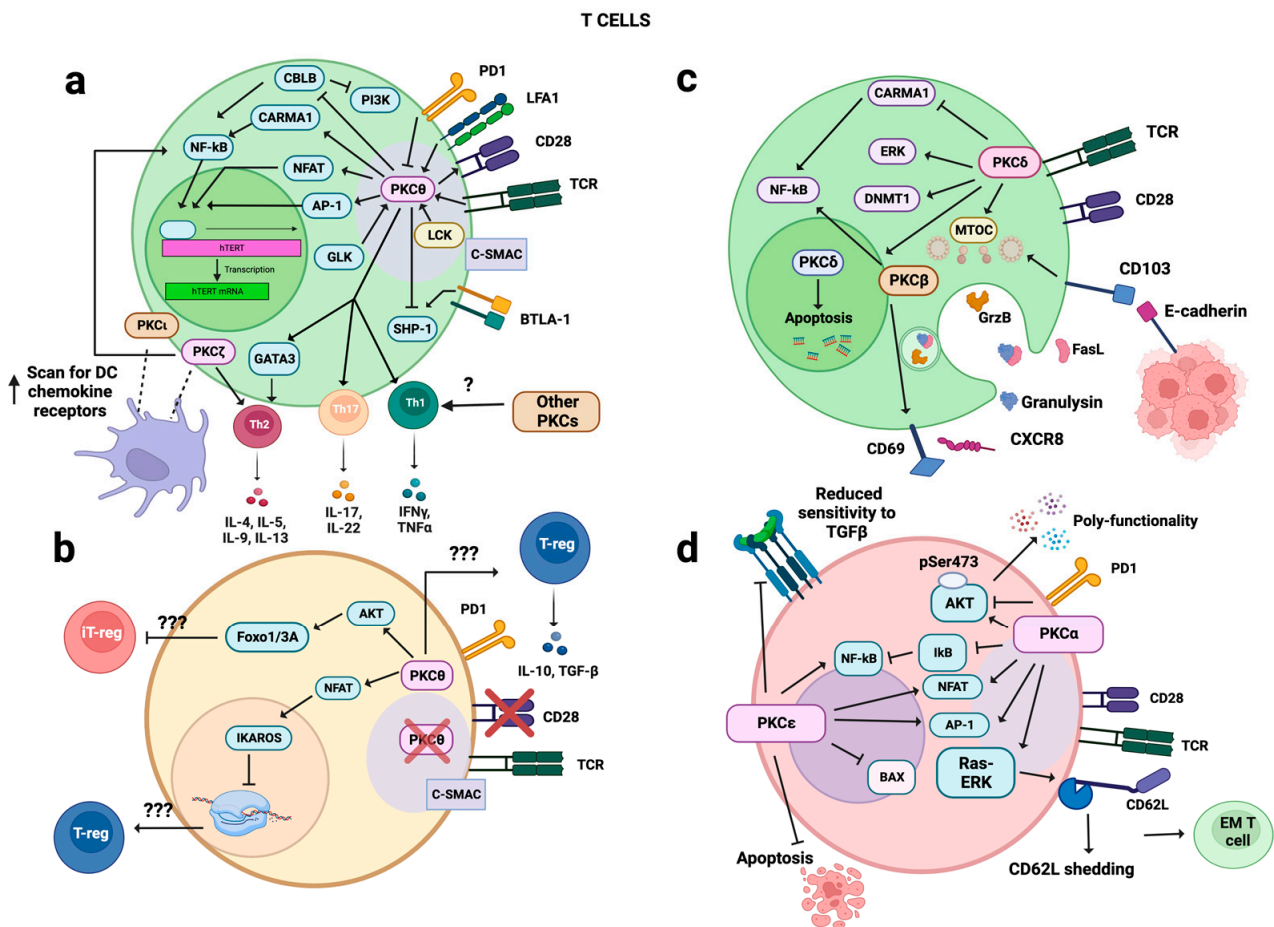 T CELLS
a
CBLB
PI3K
PD1
LFA1
CARMA1
NF-kB
CD28
NFAT
PKCθ
TCR
AP-1
LCK
C-SMAC
GLK
hTERT
Transcription
hTERT mRNA
PKCι
PKCζ
GATA3
SHP-1
BTLA-1
Scan for DC
chemokine
receptors
Th2
Th17
Th1
?
Other
PKCs
IL-4, IL-5,
IL-9, IL-13
IL-17,
IL-22
IFNγ,
TNFα
b
???
T-reg
IL-10, TGF-β
iT-reg
???
Foxo1/3A
AKT
PD1
PKCθ
NFAT
CD28
PKCθ
IKAROS
TCR
C-SMAC
???
T-reg
c
CARMA1
TCR
PKCδ
ERK
NF-kB
DNMT1
CD28
MTOC
PKCδ
PKCβ
CD103
Apoptosis
GrzB
E-cadherin
FasL
Granulysin
CD69
CXCR8
d
Reduced
sensitivity to
TGFβ
Poly-functionality
pSer473
PD1
AKT
PKCα
NF-kB
IkB
NFAT
CD28
PKCε
AP-1
TCR
BAX
Ras-
ERK
CD62L
EM T
cell
Apoptosis
CD62L shedding